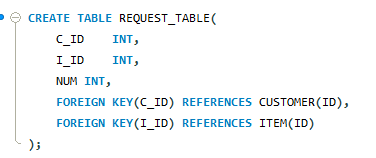 CREATE TABLE REQUEST_TABLE(
C_ID    INT,
I_ID    INT,
NUM INT,
FOREIGN KEY(C_ID) REFERENCES CUSTOMER(ID),
FOREIGN KEY(I_ID) REFERENCES ITEM(ID)
);